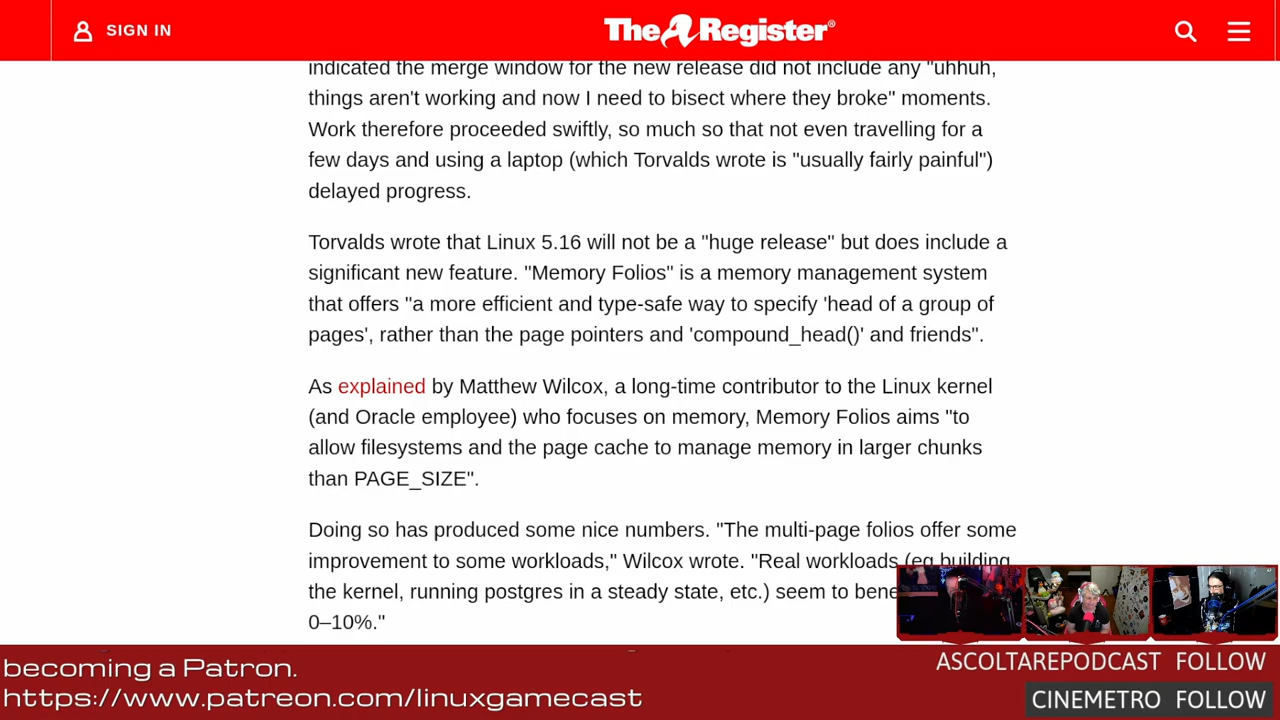 SIGN IN
The Register®
indicated the merge window for the new release did not include any "uhhuh,
things aren't working and now I need to bisect where they broke" moments.
Work therefore proceeded swiftly, so much so that not even travelling for a
few days and using a laptop (which Torvalds wrote is "usually fairly painful")
delayed progress.
Torvalds wrote that Linux 5.16 will not be a "huge release" but does include a
significant new feature. "Memory Folios" is a memory management system
that offers "a more efficient and type-safe way to specify 'head of a group of
pages', rather than the page pointers and 'compound_head()' and friends".
As explained by Matthew Wilcox, a long-time contributor to the Linux kernel
(and Oracle employee) who focuses on memory, Memory Folios aims "to
allow filesystems and the page cache to manage memory in larger chunks
than PAGE_SIZE".
Doing so has produced some nice numbers. "The multi-page folios offer some
improvement to some workloads," Wilcox wrote. "Real workloads (eg building
the kernel, running postgres in a steady state, etc.) seem to bene
0–10%."
becoming a Patron.
https://www.patreon.com/linuxgamecast
ASCOLTAREPODCAST FOLLOW
CINEMETRO FOLLOW